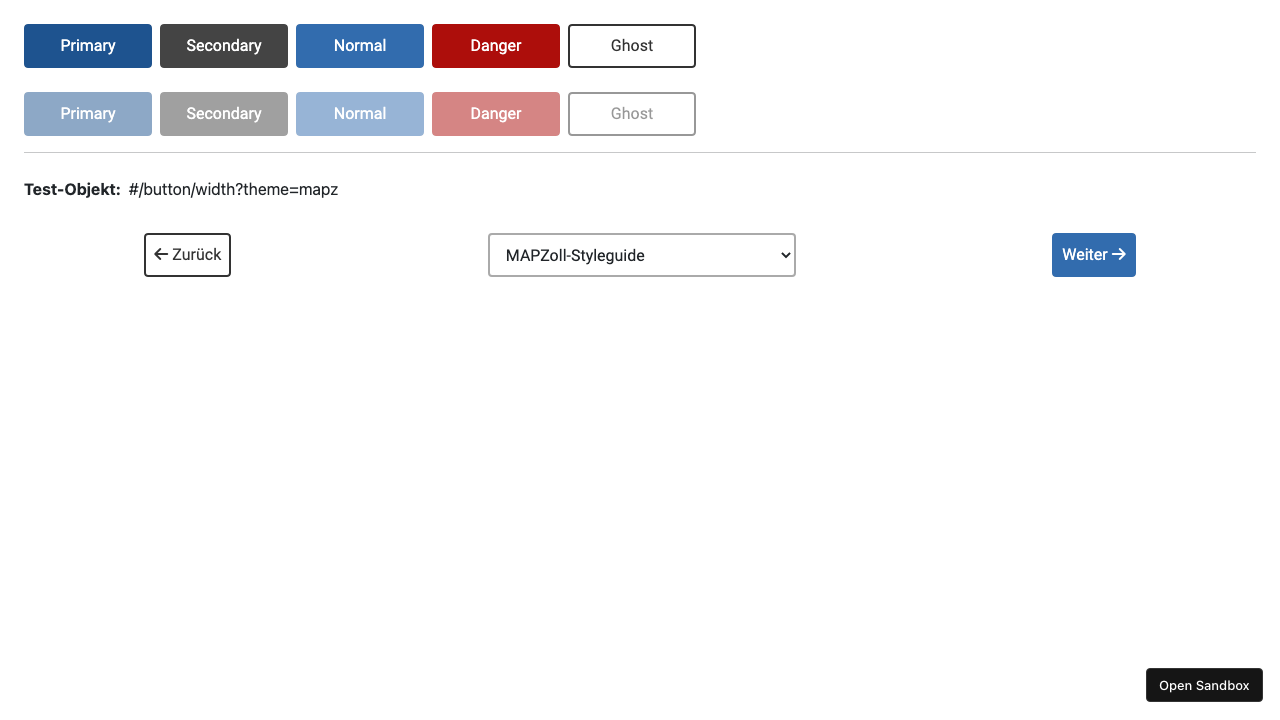 Primary Secondary Normal Danger Ghost
Primary Secondary Normal Danger Ghost
Test-Objekt: #/button/width?theme=mapz
Zurück MAPZoll-Styleguide Weiter
Open Sandbox